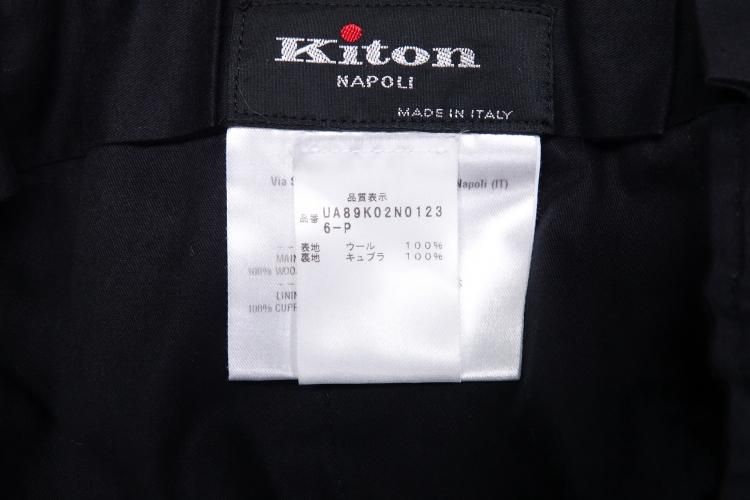 Kiton
NAPOLI
MADE IN ITALY
Via
Napoli (IT)
品質表示
品番 UA89K02N0123
6-P
表地 ウール 100%
裏地 キュプラ 100%
MAIN
100% WOO
LININ
100% CUPR